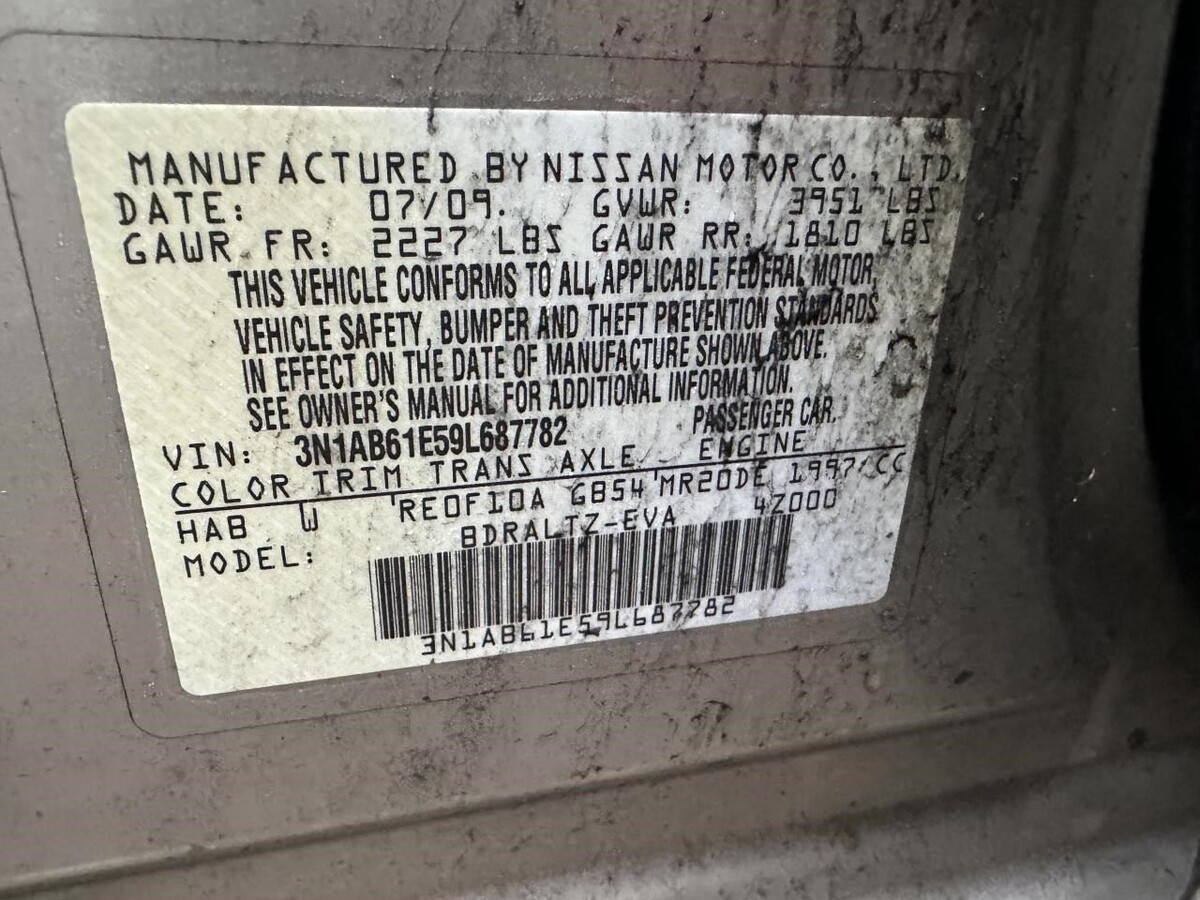 MANUFACTURED BY NISSAN MOTOR CO., LTD.
DATE: 07/09. GVWR: 3951 LBS
GAWR FR: 2227 LBS GAWR RR: 1810 LBS
THIS VEHICLE CONFORMS TO ALL APPLICABLE FEDERAL MOTOR
VEHICLE SAFETY, BUMPER AND THEFT PREVENTION STANDARDS
IN EFFECT ON THE DATE OF MANUFACTURE SHOWN ABOVE.
SEE OWNER'S MANUAL FOR ADDITIONAL INFORMATION.
VIN: 3N1AB61E59L687782 PASSENGER CAR.
COLOR TRIM TRANS AXLE ENGINE
HAB W RE0F10A GB54 MR20DE 1997 CC
MODEL: BDRALTZ-EVA 4Z000
3N1AB61E59L687782